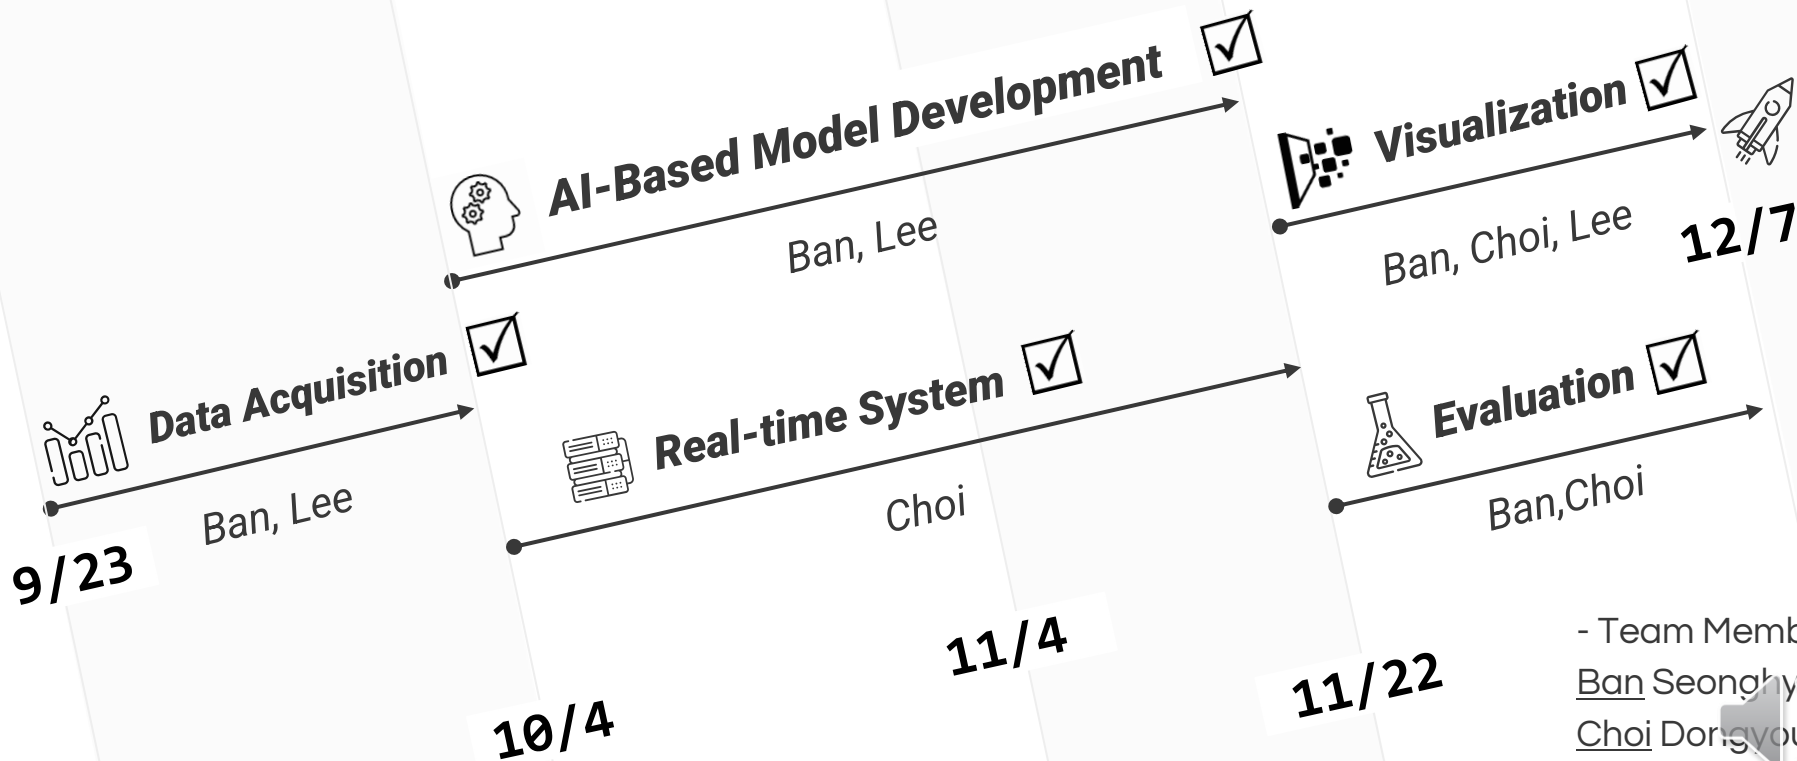 AI-Based Model Development
Ban, Lee
Visualization
Ban, Choi, Lee
12/7
Data Acquisition
Ban, Lee
9/23
Real-time System
Choi
Evaluation
Ban,Choi
10/4
11/4
11/22
- Team Memb
Ban
Choi